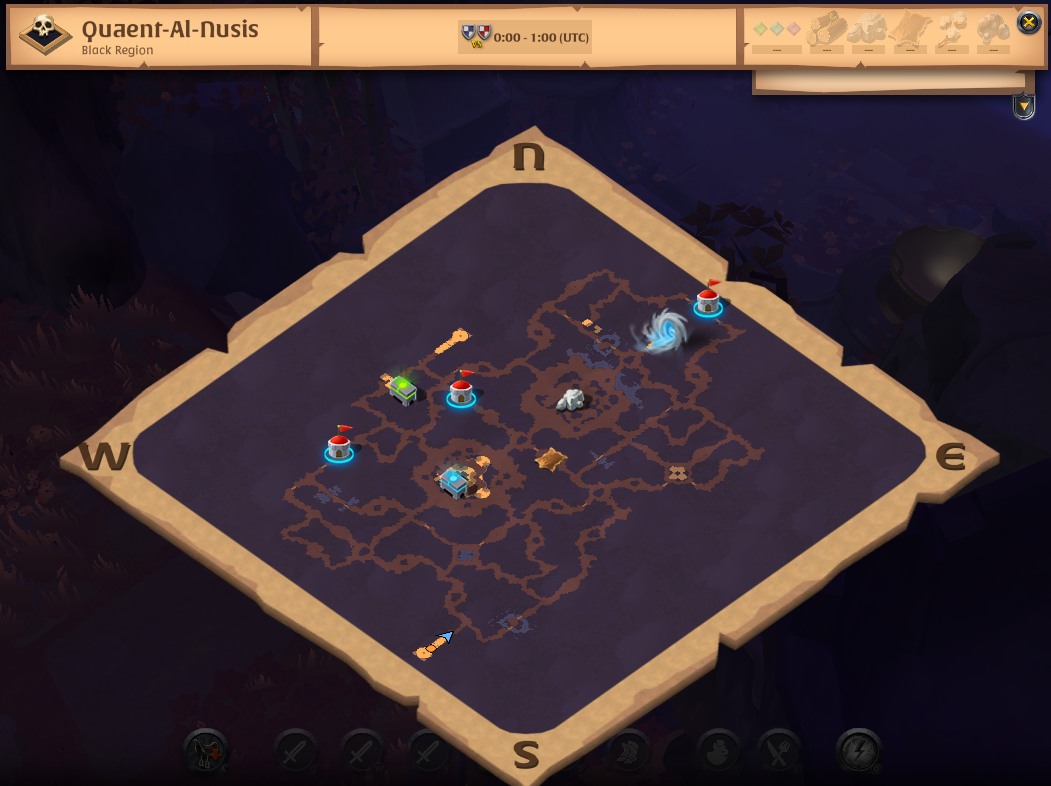 Quaent-Al-Nusis
Black Region
0:00 - 1:00 (UTC)
--- --- --- --- --- ---
N
W
E
S